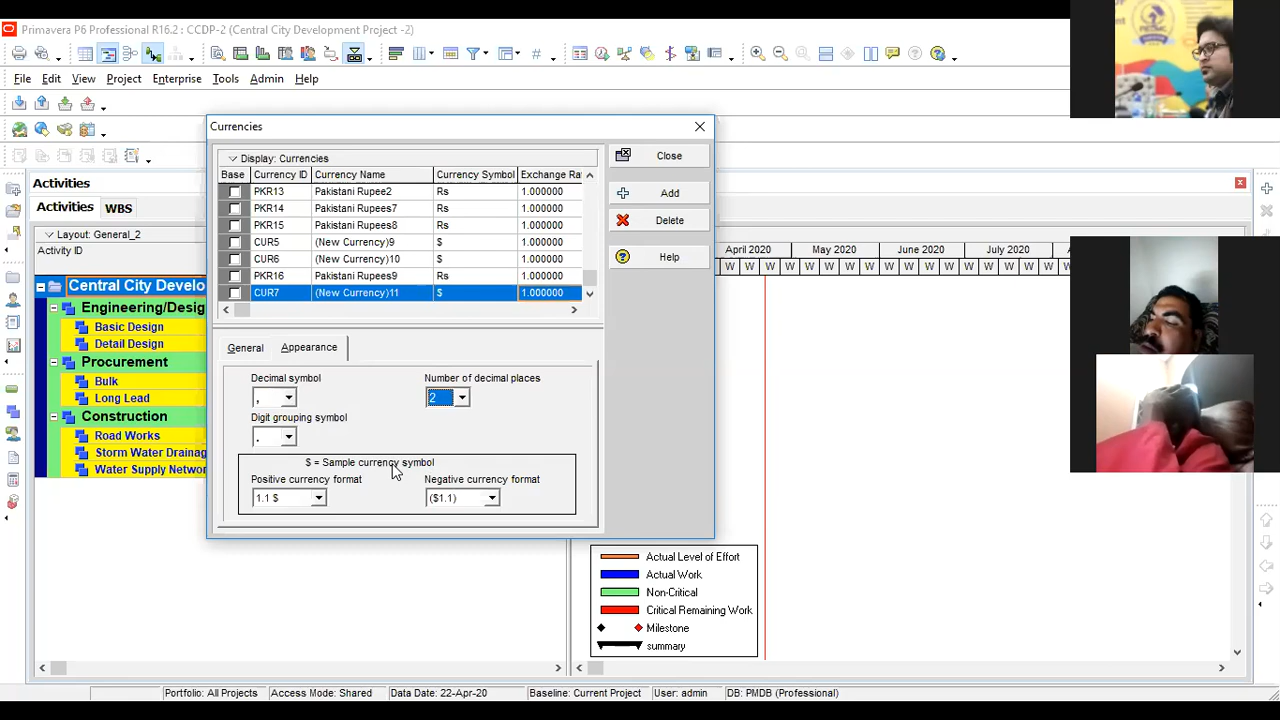 Primavera P6 Professional R16.2 : CCDP-2 (Central City Development Project -2)
File Edit View Project Enterprise Tools Admin Help
Activities
Activities WBS
Layout: General_2
Activity ID
Central City Develo
Engineering/Desig
Basic Design
Detail Design
Procurement
Bulk
Long Lead
Construction
Road Works
Storm Water Drainag
Water Supply Networ
Currencies
Display: Currencies
Base Currency ID Currency Name Currency Symbol Exchange Ra
PKR13 Pakistani Rupee2 Rs 1.000000
PKR14 Pakistani Rupees7 Rs 1.000000
PKR15 Pakistani Rupees8 Rs 1.000000
CUR5 (New Currency)9 $ 1.000000
CUR6 (New Currency)10 $ 1.000000
PKR16 Pakistani Rupees9 Rs 1.000000
CUR7 (New Currency)11 $ 1.000000
Close
Add
Delete
Help
General Appearance
Decimal symbol Number of decimal places
, 2
Digit grouping symbol
.
$ = Sample currency symbol
Positive currency format Negative currency format
1.1 $ ($1.1)
April 2020 May 2020 June 2020 July 2020
W W W W W W W W W W W W W W W W W W
Actual Level of Effort
Actual Work
Non-Critical
Critical Remaining Work
Milestone
summary
Portfolio: All Projects Access Mode: Shared Data Date: 22-Apr-20 Baseline: Current Project User: admin DB: PMDB (Professional)